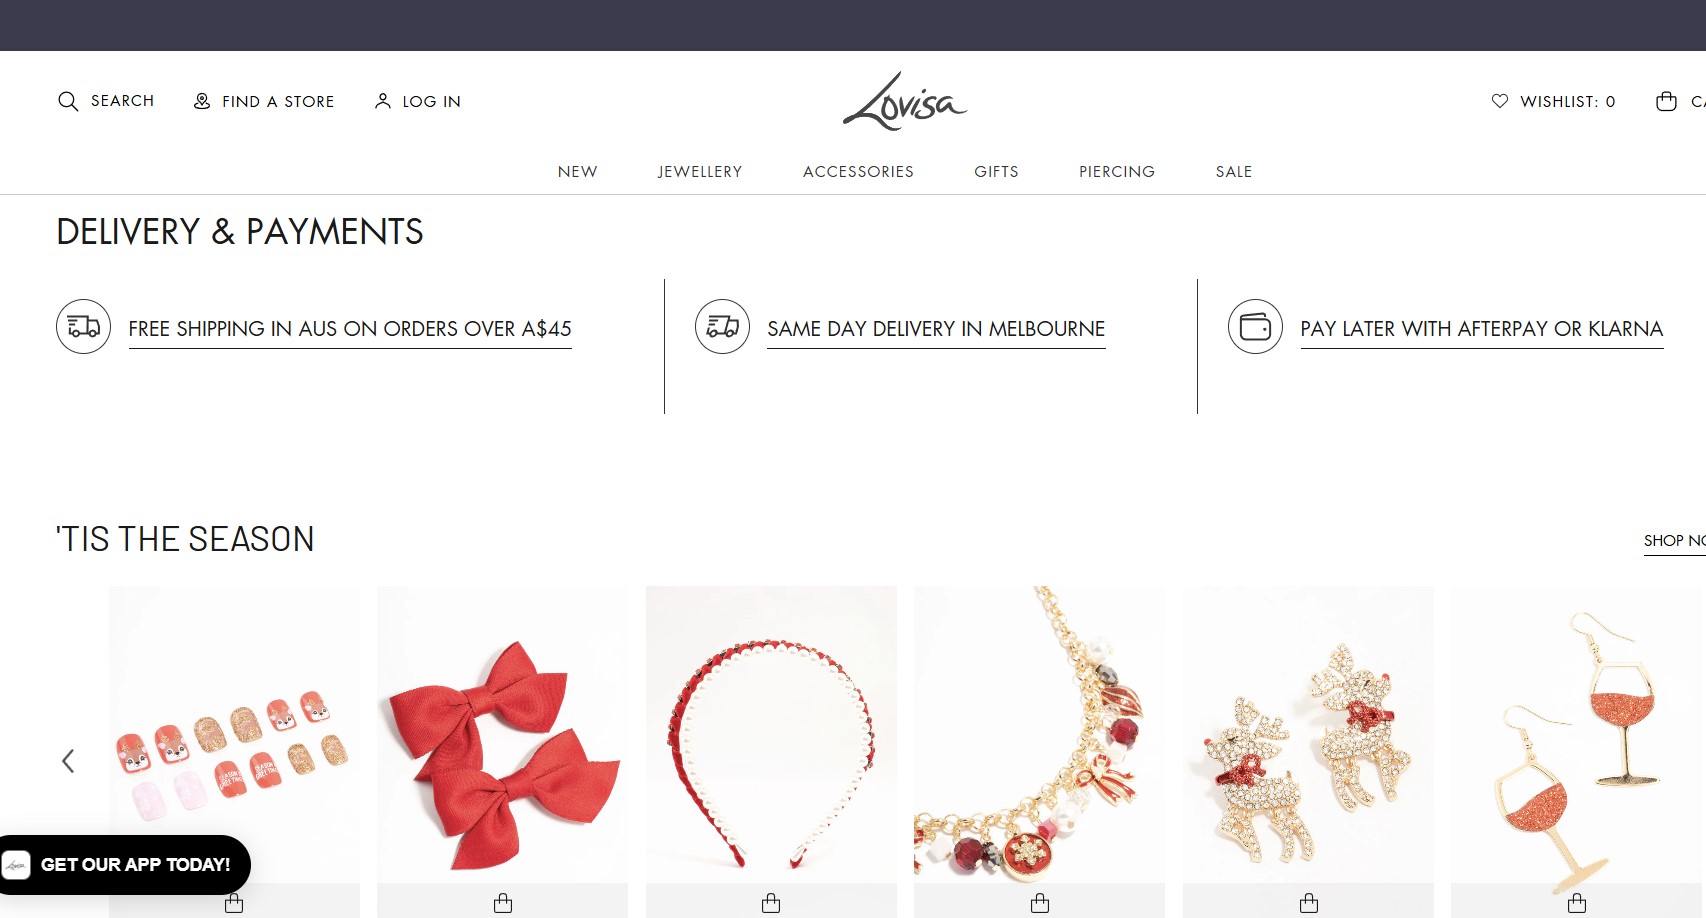 SEARCH
FIND A STORE
LOG IN
Lovisa
WISHLIST: 0
NEW
JEWELLERY
ACCESSORIES
GIFTS
PIERCING
SALE
DELIVERY & PAYMENTS
FREE SHIPPING IN AUS ON ORDERS OVER A$45
SAME DAY DELIVERY IN MELBOURNE
PAY LATER WITH AFTERPAY OR KLARNA
'TIS THE SEASON
SHOP
SEASON'S
GREETING
GET OUR APP TODAY!